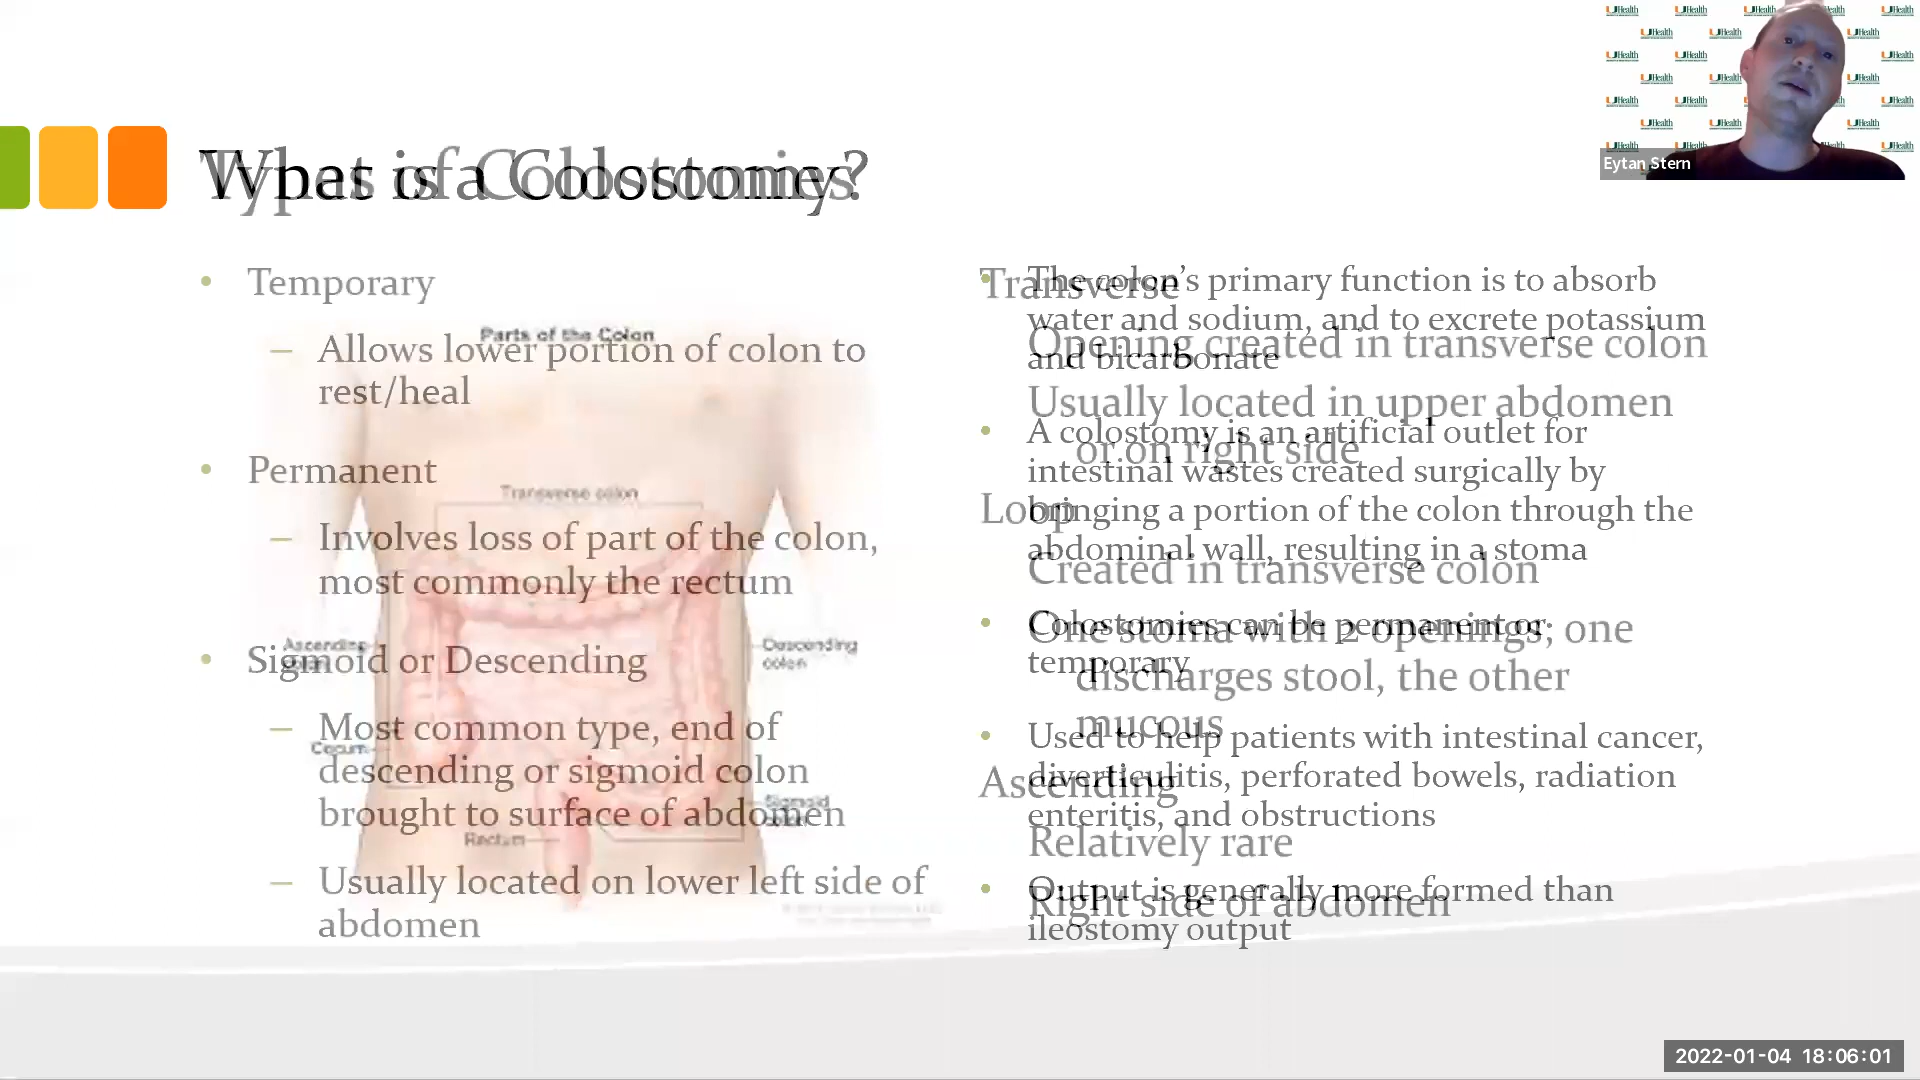 What is a Colostomy?
Types of Colostomies
• Temporary
– Allows lower portion of colon to
rest/heal
• Permanent
– Involves loss of part of the colon,
most commonly the rectum
• Sigmoid or Descending
– Most common type, end of
descending or sigmoid colon
brought to surface of abdomen
– Usually located on lower left side of
abdomen
Parts of the Colon
Transverse colon
Ascending
colon
Descending
colon
Cecum
Sigmoid
colon
Rectum
Transverse
Opening created in transverse colon
Usually located in upper abdomen
or on right side
Loop
Created in transverse colon
One stoma with 2 openings; one
discharges stool, the other
mucous
Ascending
Relatively rare
Right side of abdomen
• The colon's primary function is to absorb
water and sodium, and to excrete potassium
and bicarbonate
• A colostomy is an artificial outlet for
intestinal wastes created surgically by
bringing a portion of the colon through the
abdominal wall, resulting in a stoma
• Colostomies can be permanent or
temporary
• Used to help patients with intestinal cancer,
diverticulitis, perforated bowels, radiation
enteritis, and obstructions
• Output is generally more formed than
ileostomy output
UHealth
Eytan Stern
2022-01-04 18:06:01